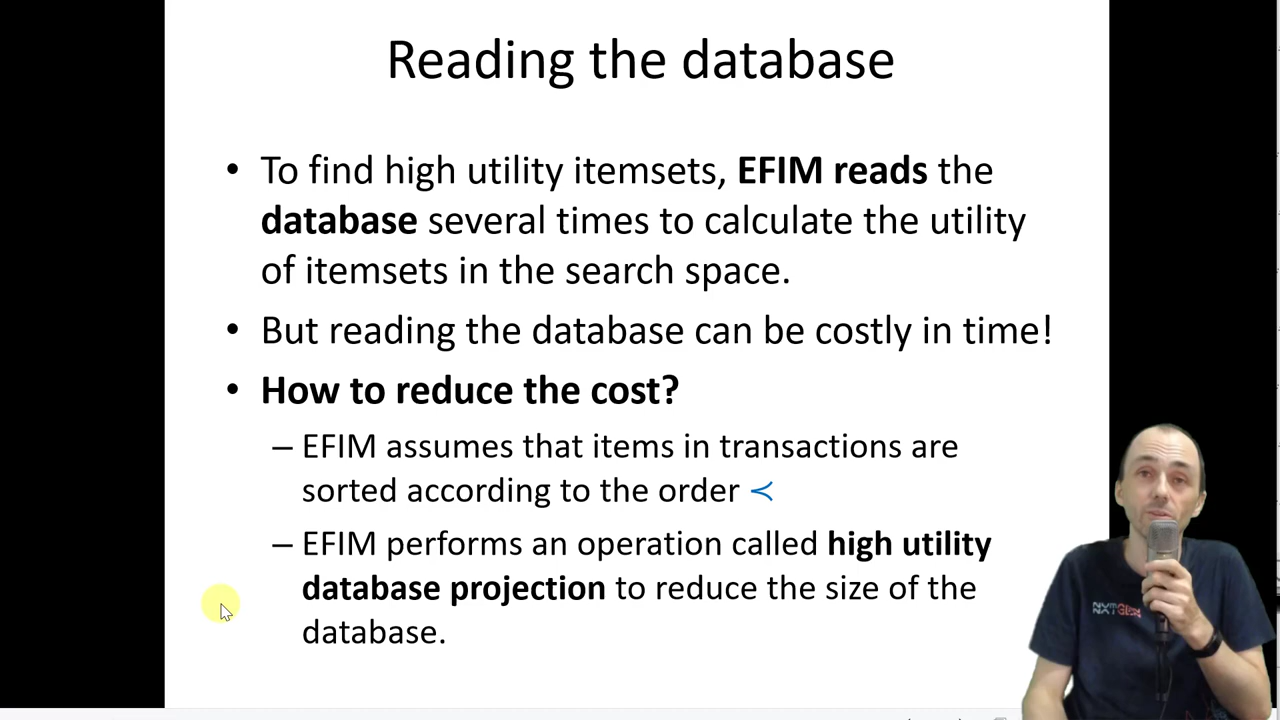 Reading the database
• To find high utility itemsets, EFIM reads the
database several times to calculate the utility
of itemsets in the search space.
• But reading the database can be costly in time!
• How to reduce the cost?
– EFIM assumes that items in transactions are
sorted according to the order ≺
– EFIM performs an operation called high utility
database projection to reduce the size of the
database.